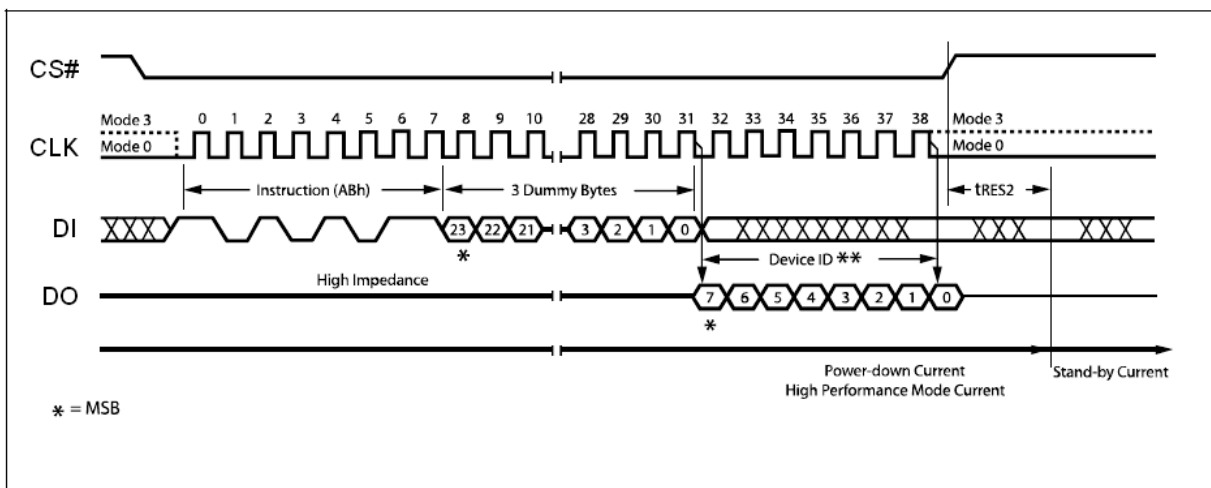 CS#
Mode 3 0 1 2 3 4 5 6 7 8 9 10 28 29 30 31 32 33 34 35 36 37 38 Mode 3
CLK Mode 0 Mode 0
Instruction (ABh) 3 Dummy Bytes tRES2
DI 23 22 21 3 2 1 0
* Device ID **
High Impedance
DO 7 6 5 4 3 2 1 0
*
Power-down Current Stand-by Current
High Performance Mode Current
* = MSB